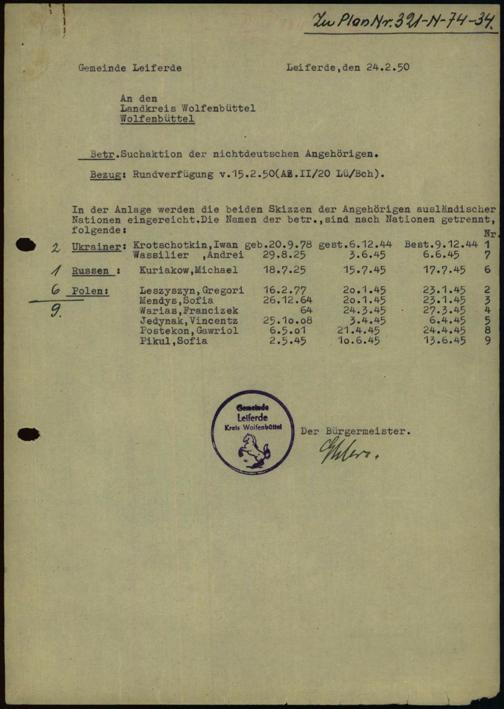 Zu Plan Nr. 321-N-74-34.
Gemeinde Leiferde Leiferde,den 24.2.50
An den
Landkreis Wolfenbüttel
Wolfenbüttel
Betr.Suchaktion der nichtdeutschen Angehörigen.
Bezug: Rundverfügung v.15.2.50(AZ.II/20 Lü/Bch).
In der Anlage werden die beiden Skizzen der Angehörigen ausländischer
Nationen eingereicht.Die Namen der betr.,sind nach Nationen getrennt,
folgende:
Nr.
2 Ukrainer: Krotschotkin,Iwan geb.20.9.78 gest.6.12.44 Best.9.12.44 1
Wassilier ,Andrei 29.8.25 3.6.45 6.6.45 7
1 Russen : Kuriakow,Michael 18.7.25 15.7.45 17.7.45 6
6 Polen: Leszyszyn,Gregori 16.2.77 2o.1.45 23.1.45 2
Mendys,Sofia 26.12.64 2o.1.45 23.1.45 3
9. Warias,Francizek 64 24.3.45 27.3.45 4
Jedynak,Vincentz 25.1o.o8 3.4.45 6.4.45 5
Postekon,Gawriol 6.5.o1 21.4.45 24.4.45 8
Pikul,Sofia 2.5.45 1o.6.45 13.6.45 9
Gemeinde
Leiferde
Kreis Wolfenbüttel
Der Bürgermeister.